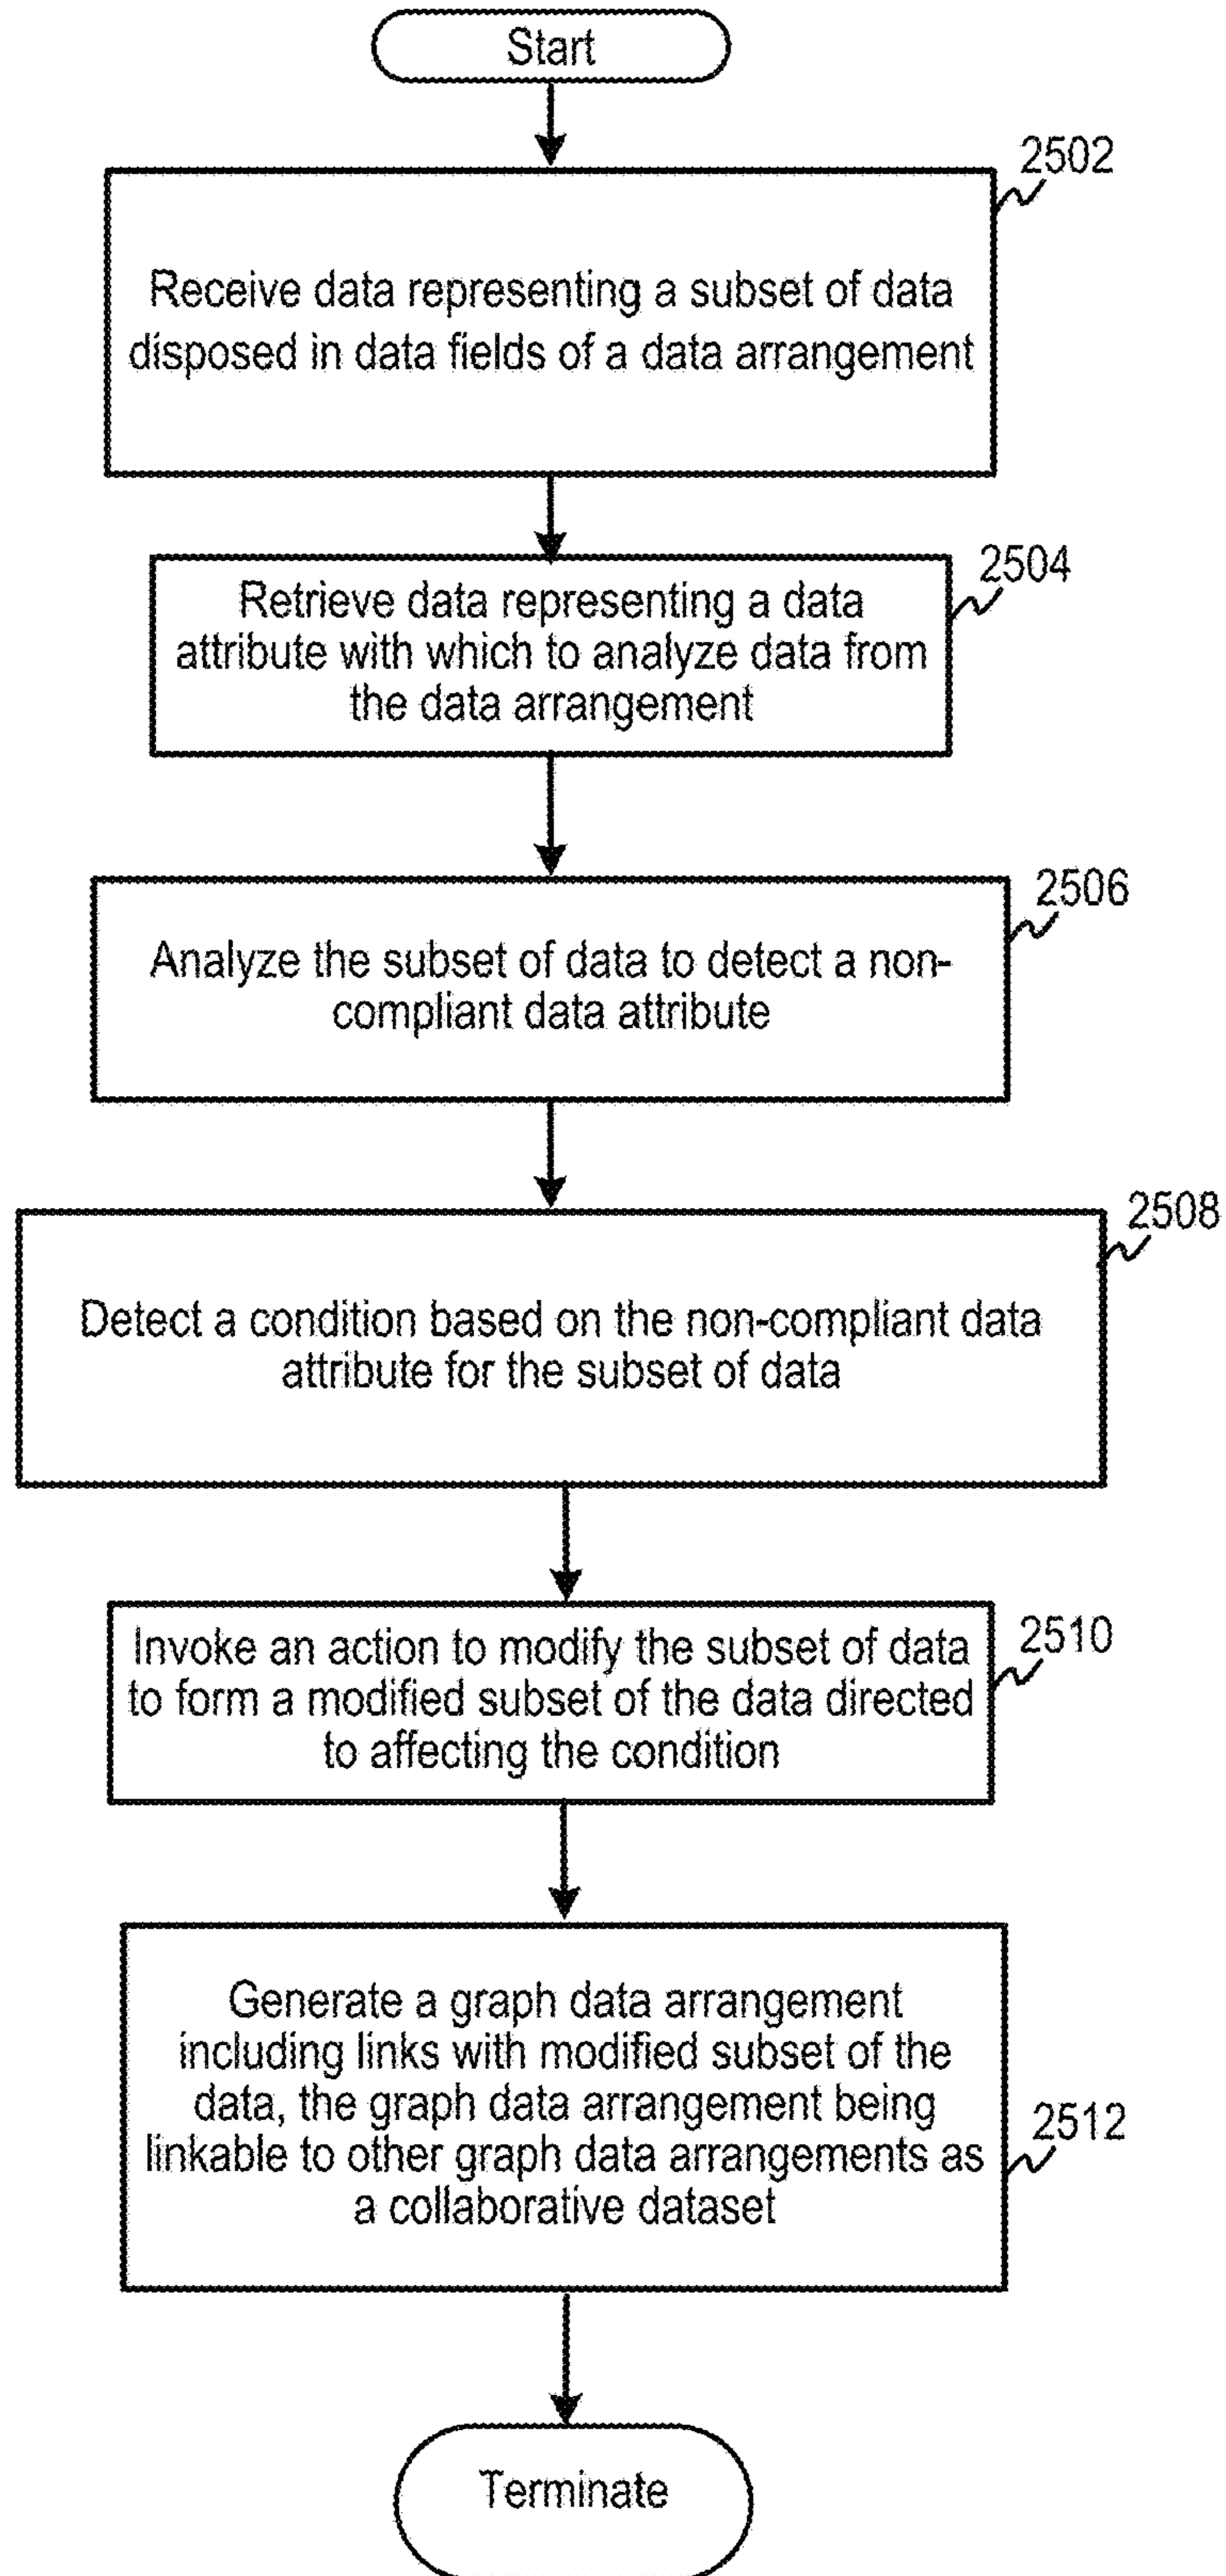 Start
2502
Receive data representing a subset of data
disposed in data fields of a data arrangement
2504
Retrieve data representing a data
attribute with which to analyze data from
the data arrangement
2506
Analyze the subset of data to detect a non-
compliant data attribute
2508
Detect a condition based on the non-compliant data
attribute for the subset of data
2510
Invoke an action to modify the subset of data
to form a modified subset of the data directed
to affecting the condition
Generate a graph data arrangement
including links with modified subset of the
data, the graph data arrangement being
linkable to other graph data arrangements as
a collaborative dataset
2512
Terminate